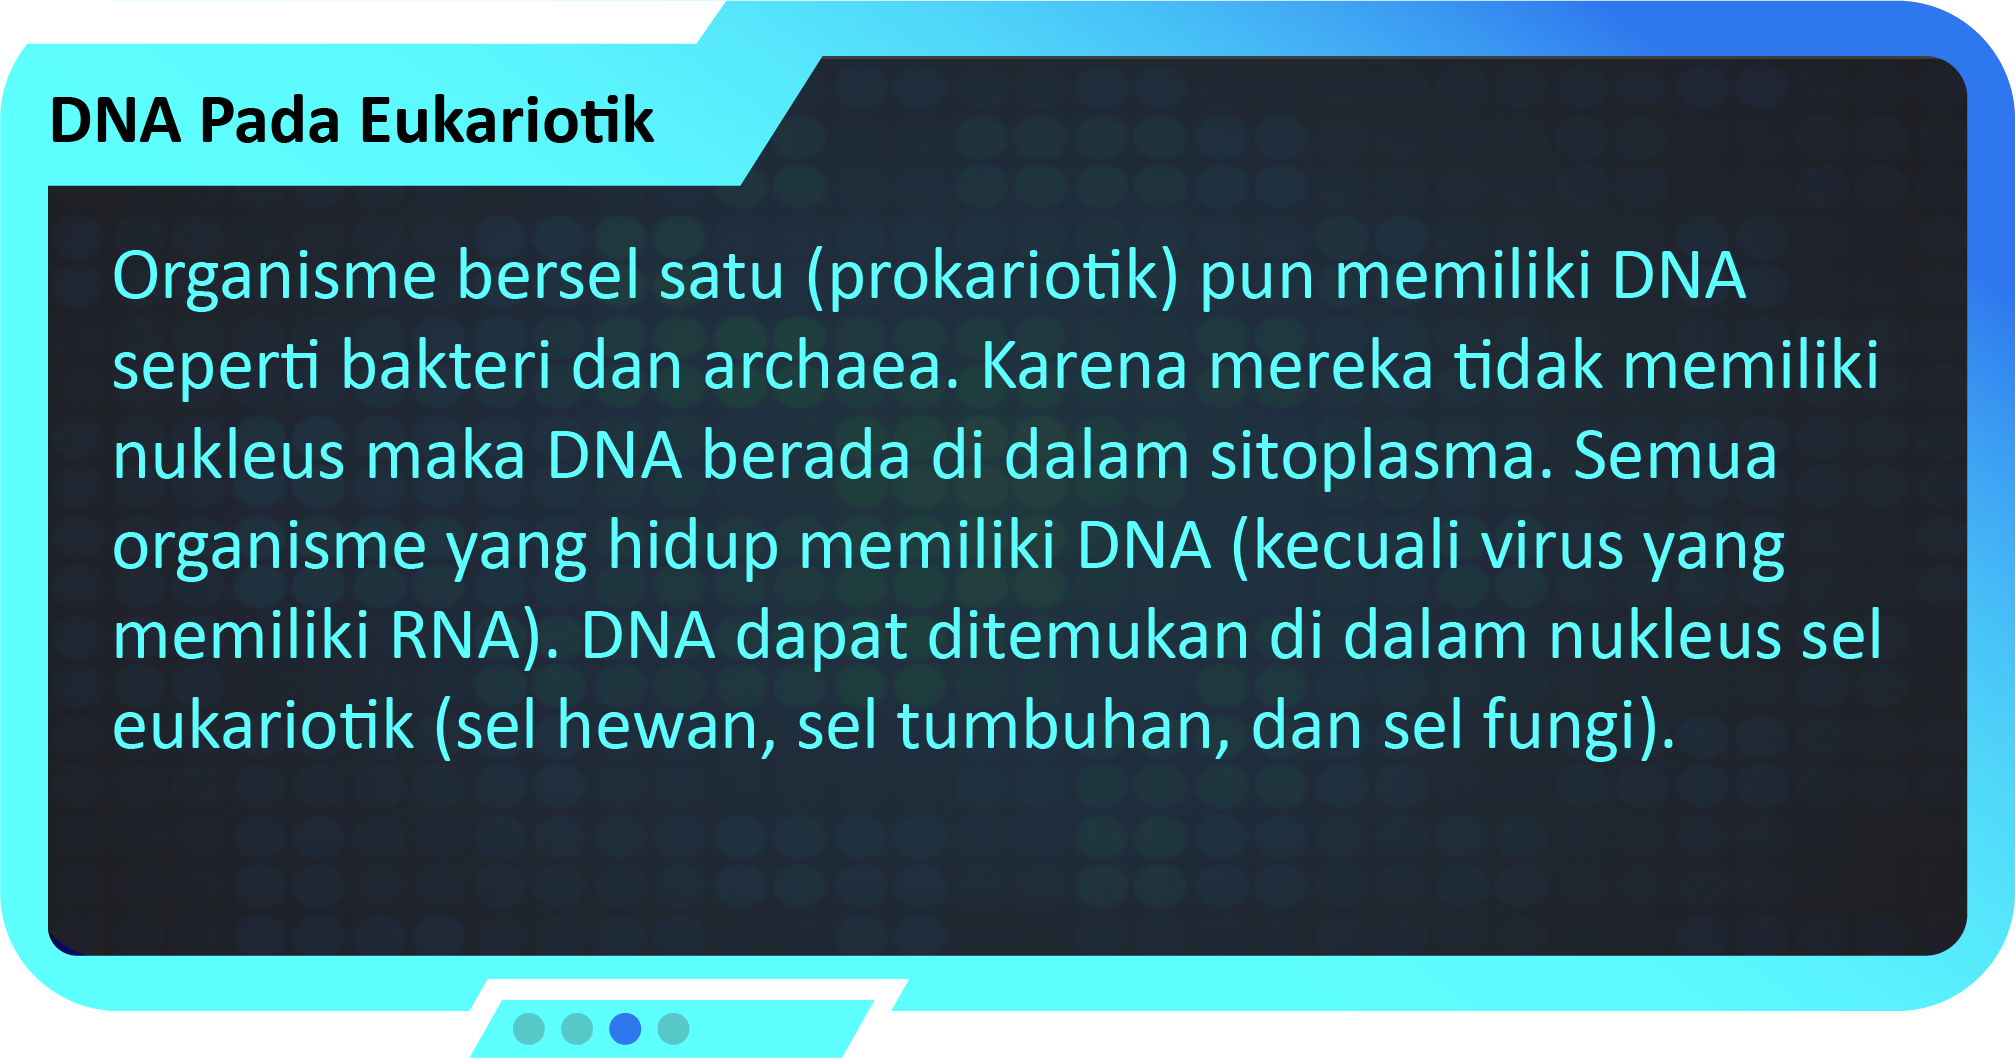 DNA Pada Eukariotik
Organisme bersel satu (prokariotik) pun memiliki DNA
seperti bakteri dan archaea. Karena mereka tidak memiliki
nukleus maka DNA berada di dalam sitoplasma. Semua
organisme yang hidup memiliki DNA (kecuali virus yang
memiliki RNA). DNA dapat ditemukan di dalam nukleus sel
eukariotik (sel hewan, sel tumbuhan, dan sel fungi).